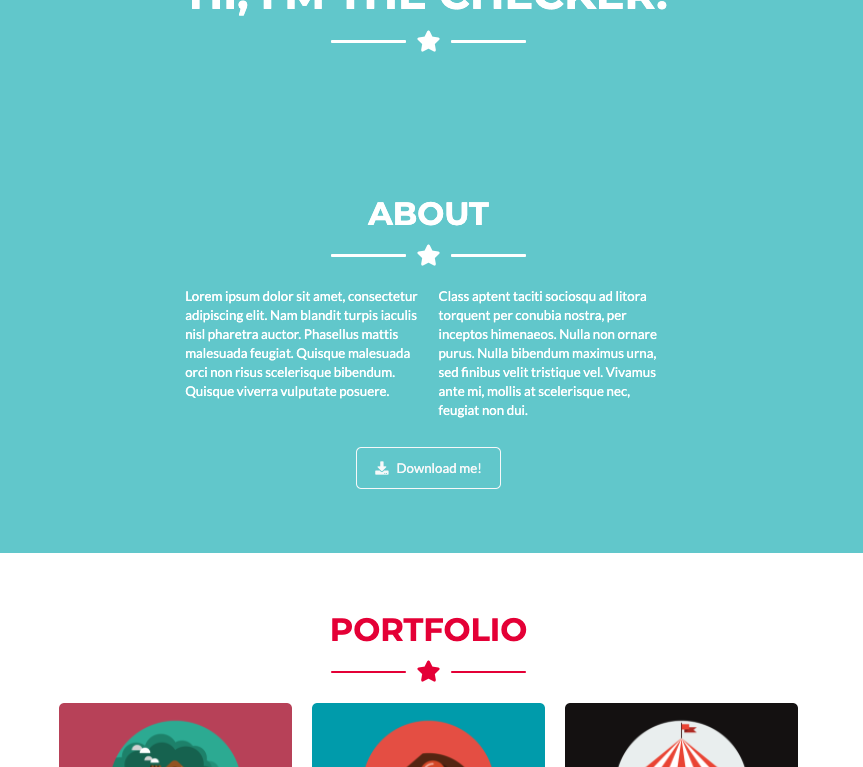 HI, I'M THE CHECKER.
ABOUT
Lorem ipsum dolor sit amet, consectetur
adipiscing elit. Nam blandit turpis iaculis
nisl pharetra auctor. Phasellus mattis
malesuada feugiat. Quisque malesuada
orci non risus scelerisque bibendum.
Quisque viverra vulputate posuere.
Class aptent taciti sociosqu ad litora
torquent per conubia nostra, per
inceptos himenaeos. Nulla non ornare
purus. Nulla bibendum maximus urna,
sed finibus velit tristique vel. Vivamus
ante mi, mollis at scelerisque nec,
feugiat non dui.
Download me!
PORTFOLIO